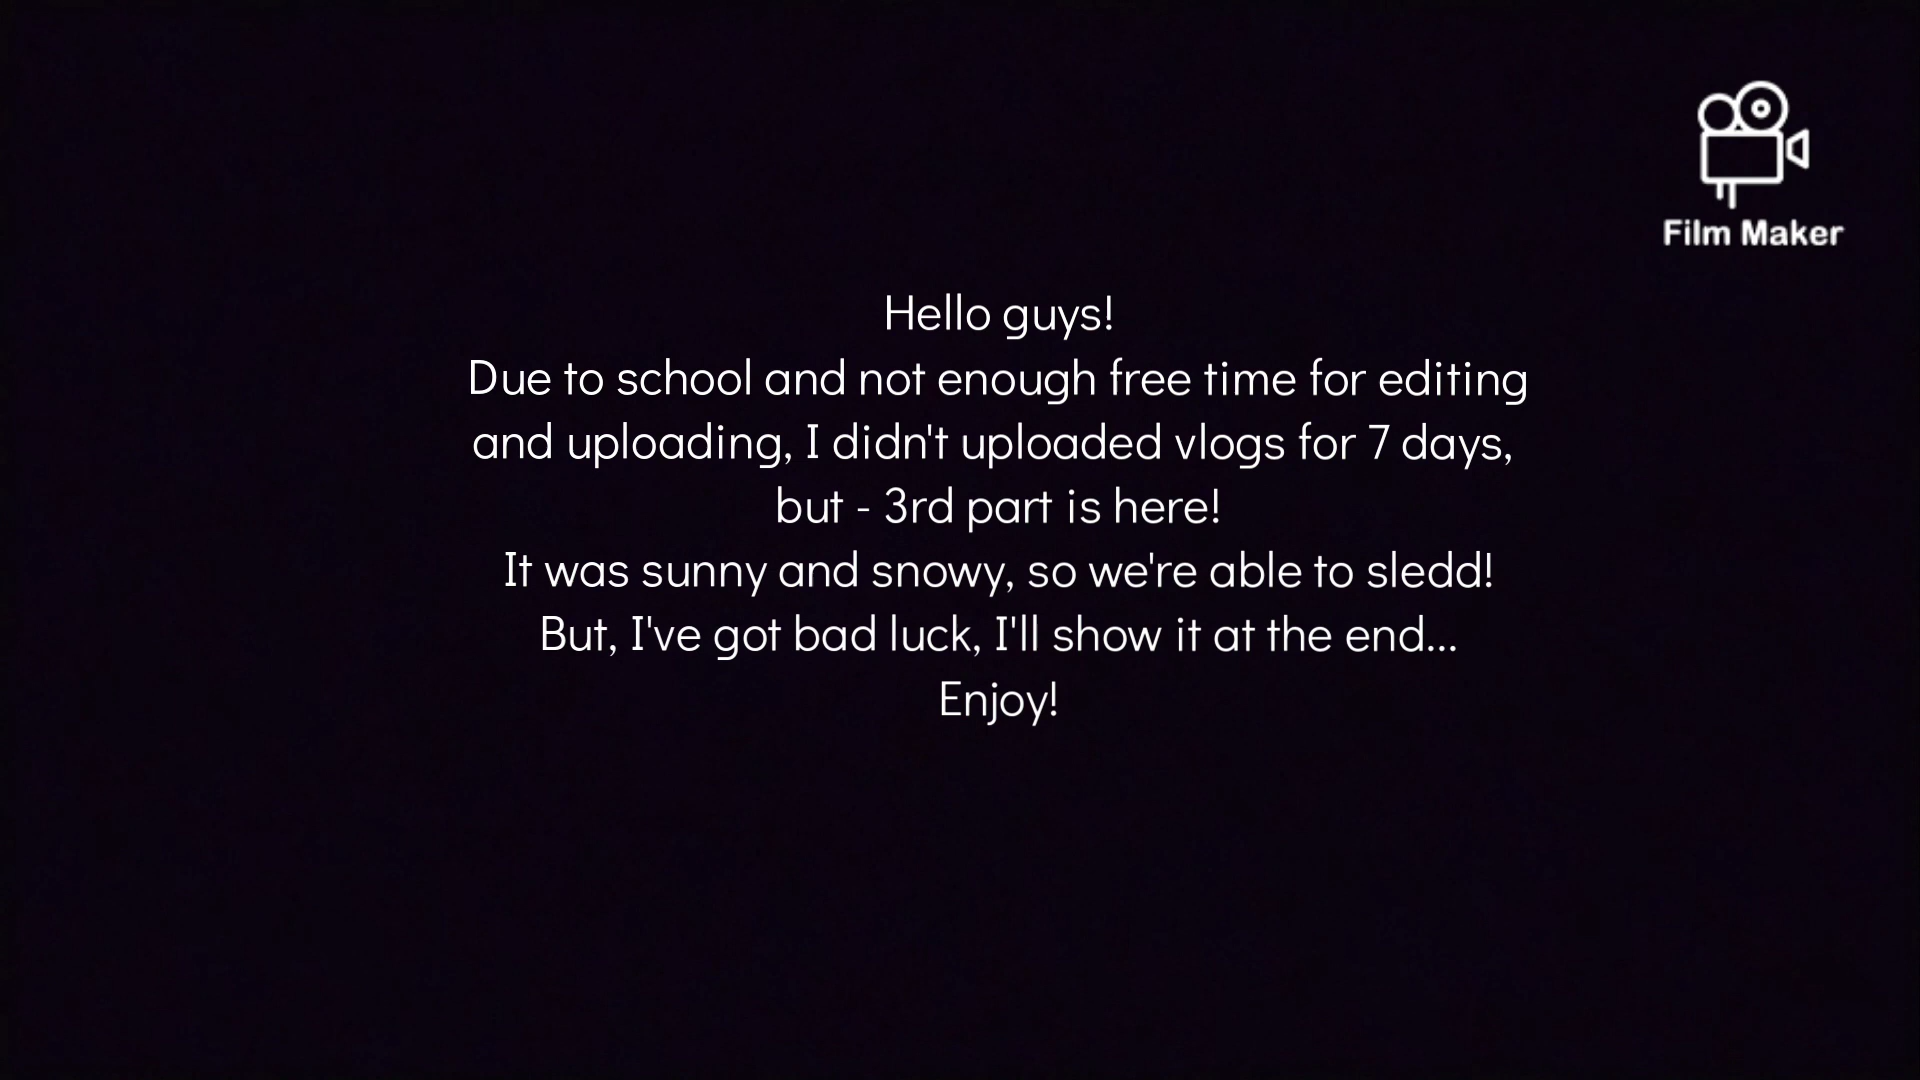 Film Maker
Hello guys!
Due to school and not enough free time for editing
and uploading, I didn't uploaded vlogs for 7 days,
but - 3rd part is here!
It was sunny and snowy, so we're able to sledd!
But, I've got bad luck, I'll show it at the end...
Enjoy!